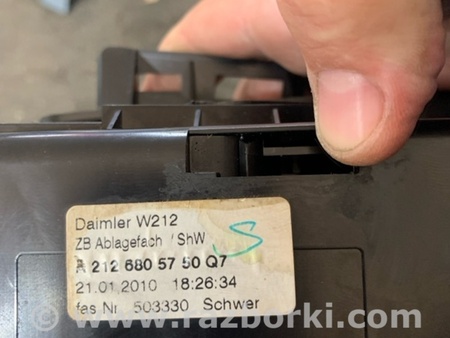 Daimler W212
ZB Ablagefach / ShW
A 212 680 57 50 Q7
21.01.2010 18:26:34
fas Nr 503330 Schwer
S
www.razborki.com